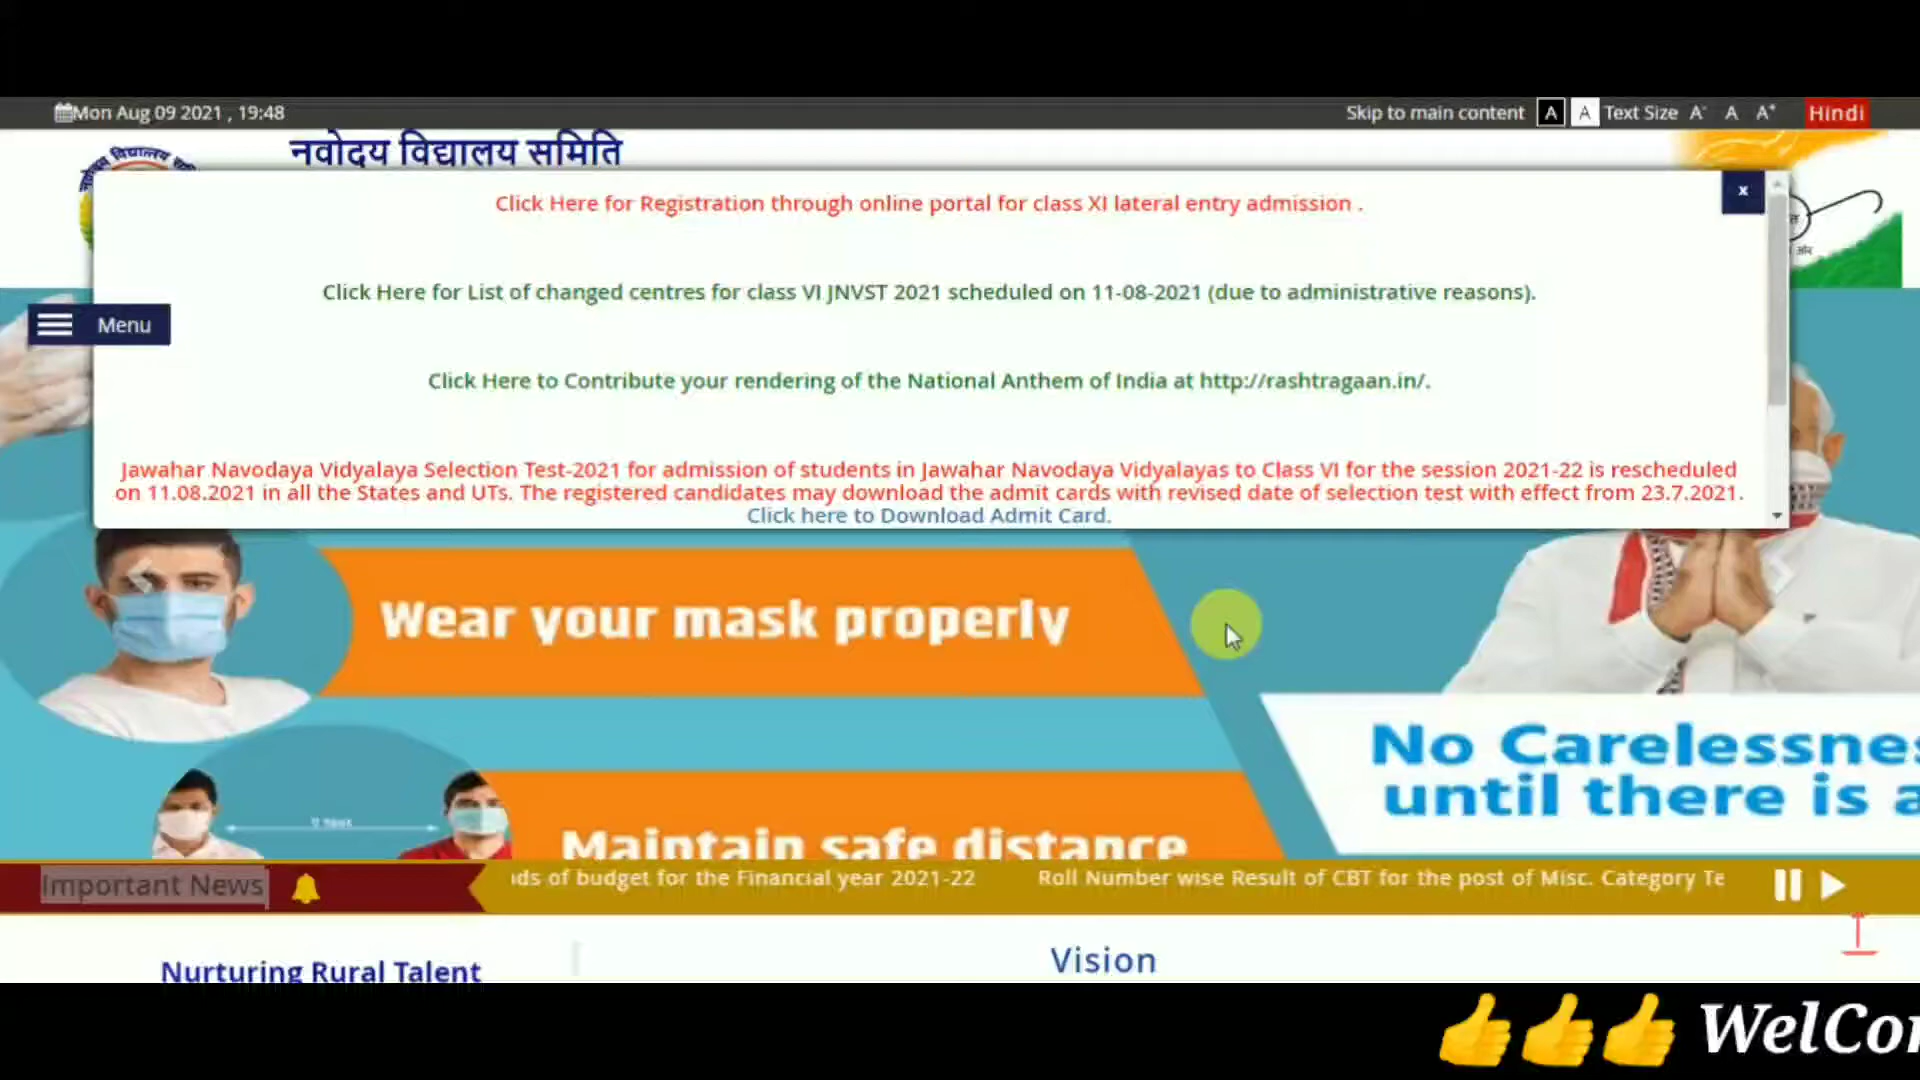 Mon Aug 09 2021 , 19:48
Skip to main content A A Text Size A- A A+ Hindi
नवोदय विद्यालय समिति
Click Here for Registration through online portal for class XI lateral entry admission .
x
Click Here for List of changed centres for class VI JNVST 2021 scheduled on 11-08-2021 (due to administrative reasons).
Menu
Click Here to Contribute your rendering of the National Anthem of India at http://rashtragaan.in/.
Jawahar Navodaya Vidyalaya Selection Test-2021 for admission of students in Jawahar Navodaya Vidyalayas to Class VI for the session 2021-22 is rescheduled
on 11.08.2021 in all the States and UTs. The registered candidates may download the admit cards with revised date of selection test with effect from 23.7.2021.
Click here to Download Admit Card.
Wear your mask properly
No Carelessnes
until there is a
Maintain safe distance
Important News
nds of budget for the Financial year 2021-22 Roll Number wise Result of CBT for the post of Misc. Category Te
Nurturing Rural Talent
Vision
👍👍👍 WelCo